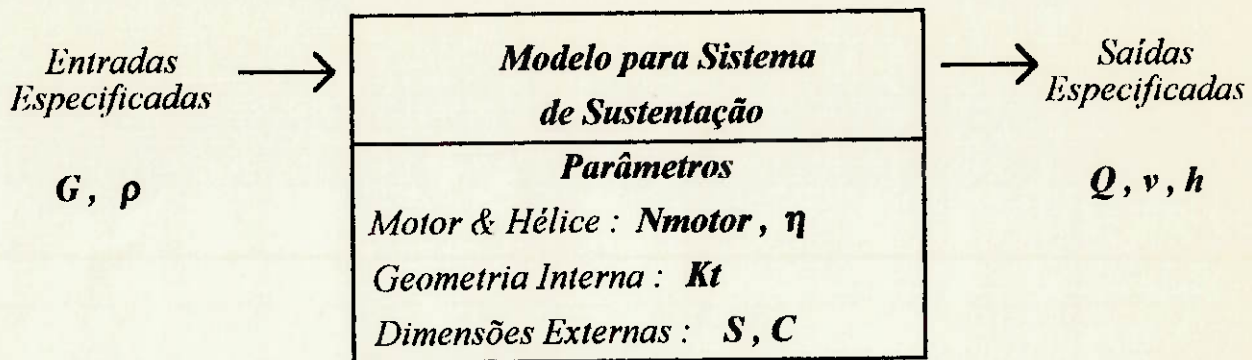 Entradas
Especificadas
G, ρ
Modelo para Sistema
de Sustentação
Parâmetros
Motor & Hélice : Nmotor, η
Geometria Interna : Kt
Dimensões Externas : S, C
Saídas
Especificadas
Q, v, h